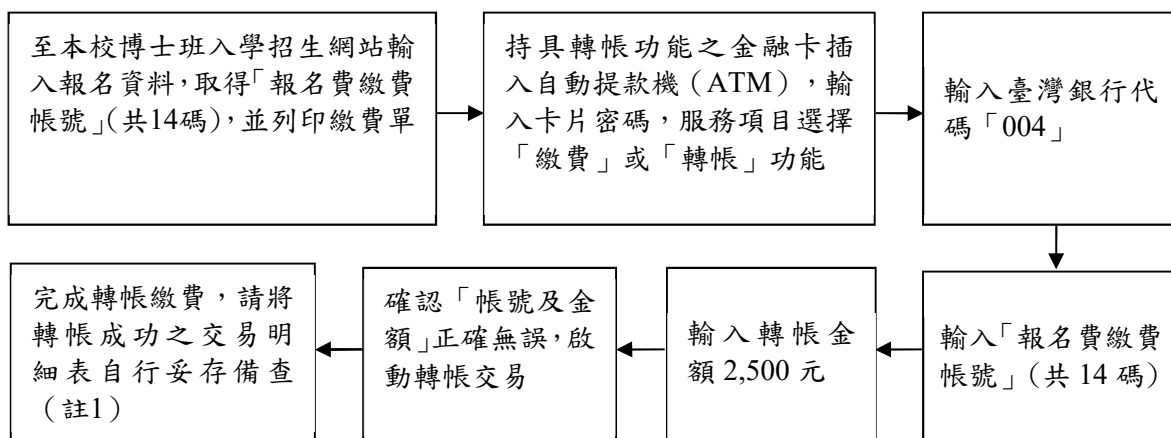 至本校博士班入學招生網站輸
入報名資料,取得「報名費繳費
帳號」(共14碼),並列印繳費單
持具轉帳功能之金融卡插
入自動提款機(ATM),輸
入卡片密碼,服務項目選擇
「繳費」或「轉帳」功能
輸入臺灣銀行代
碼「004」
輸入「報名費繳費
帳號」(共 14 碼)
輸入轉帳金
額 2,500 元
確認「帳號及金
額」正確無誤,啟
動轉帳交易
完成轉帳繳費,請將
轉帳成功之交易明
細表自行妥存備查
(註1)